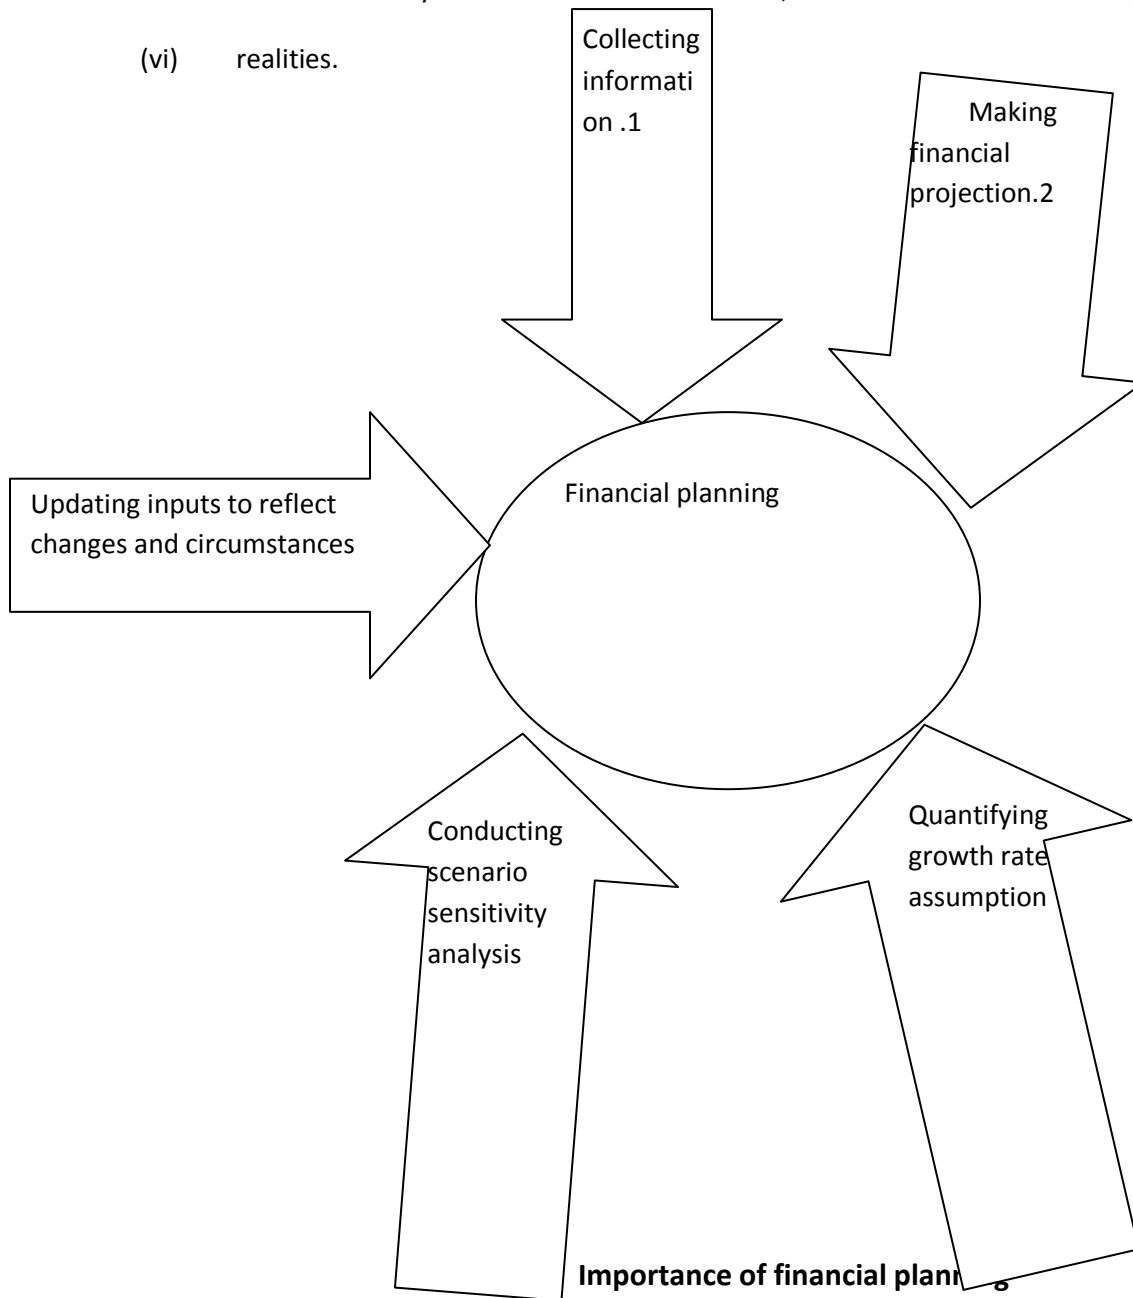 (vi) realities.
Collecting
informati
on .1
Making
financial
projection.2
Updating inputs to reflect
changes and circumstances
Financial planning
Conducting
scenario
sensitivity
analysis
Quantifying
growth rate
assumption
Importance of financial planning